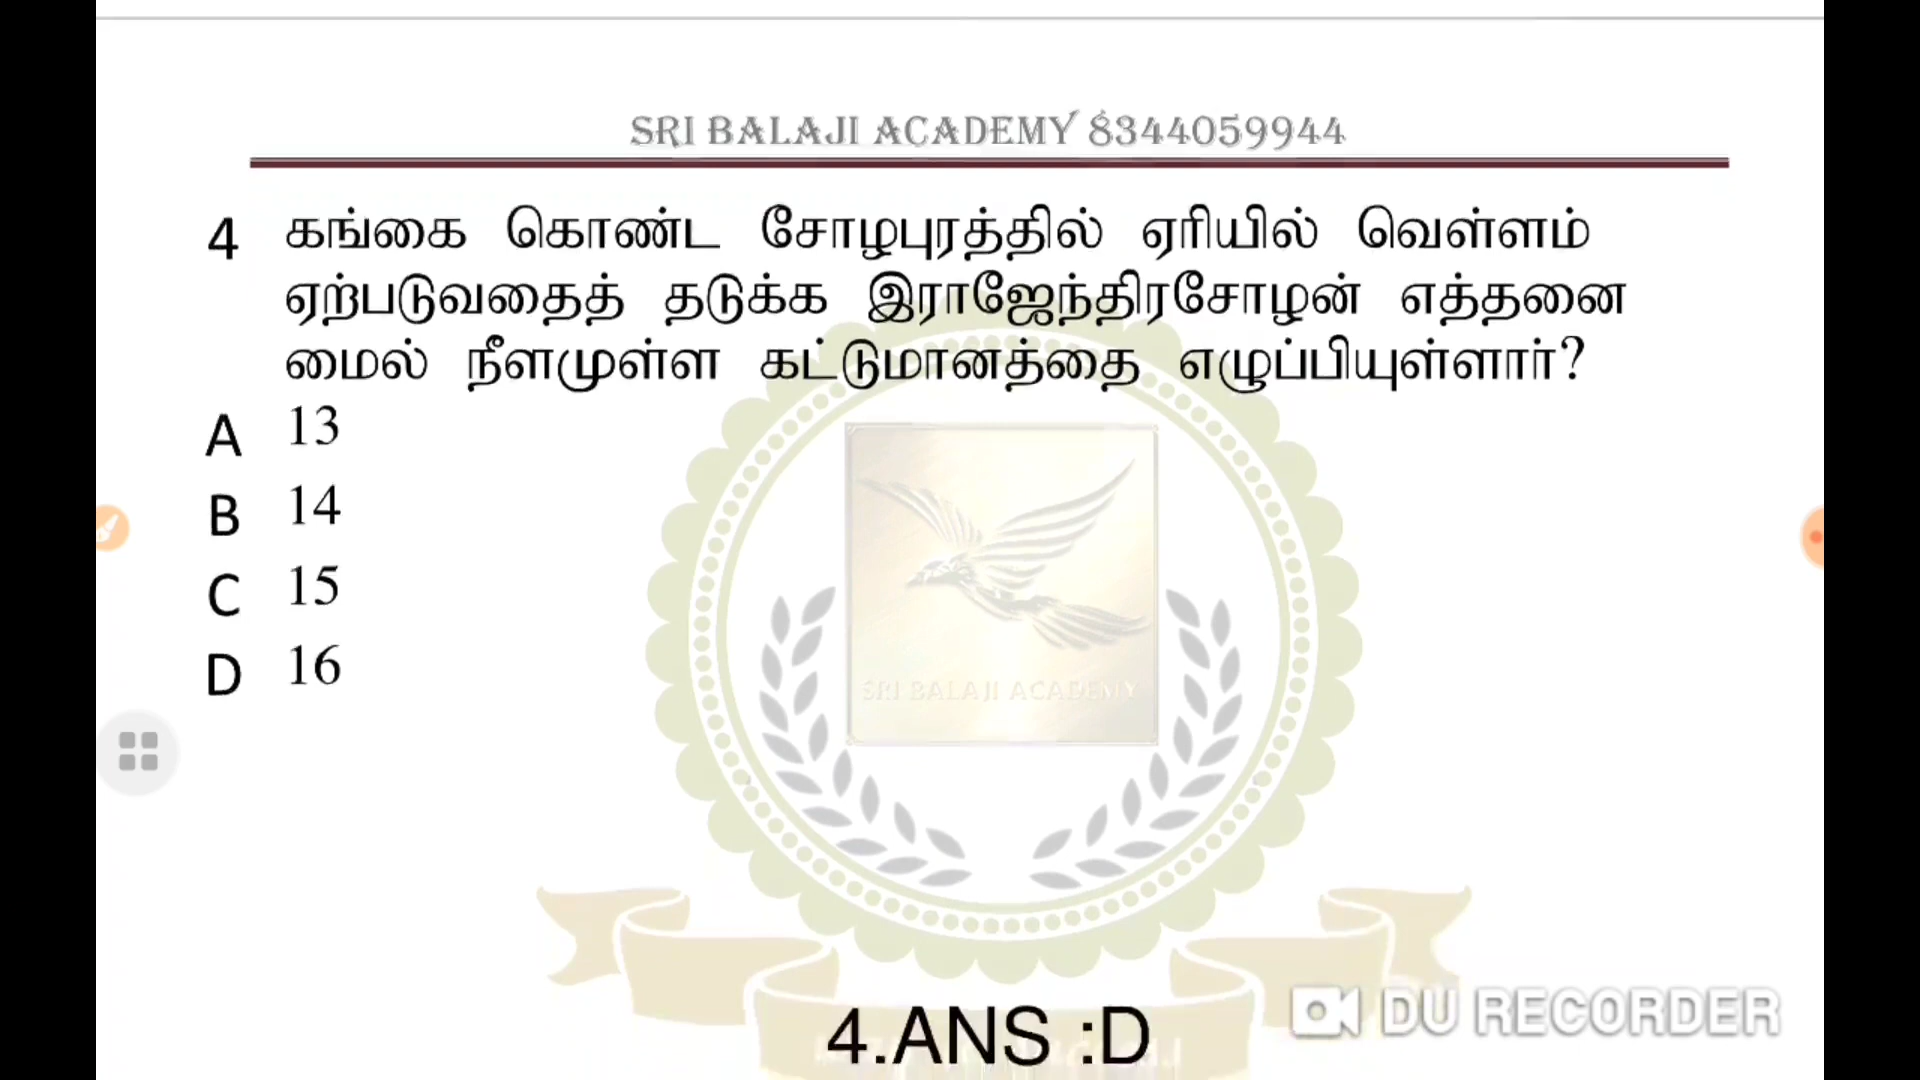 SRI BALAJI ACADEMY 8344059944
4 கங்கை கொண்ட சோழபுரத்தில் ஏரியில் வெள்ளம்
ஏற்படுவதைத் தடுக்க இராஜேந்திரசோழன் எத்தனை
மைல் நீளமுள்ள கட்டுமானத்தை எழுப்பியுள்ளார்?
A 13
B 14
C 15
D 16
SRI BALAJI ACADEMY
4.ANS :D
DU RECORDER